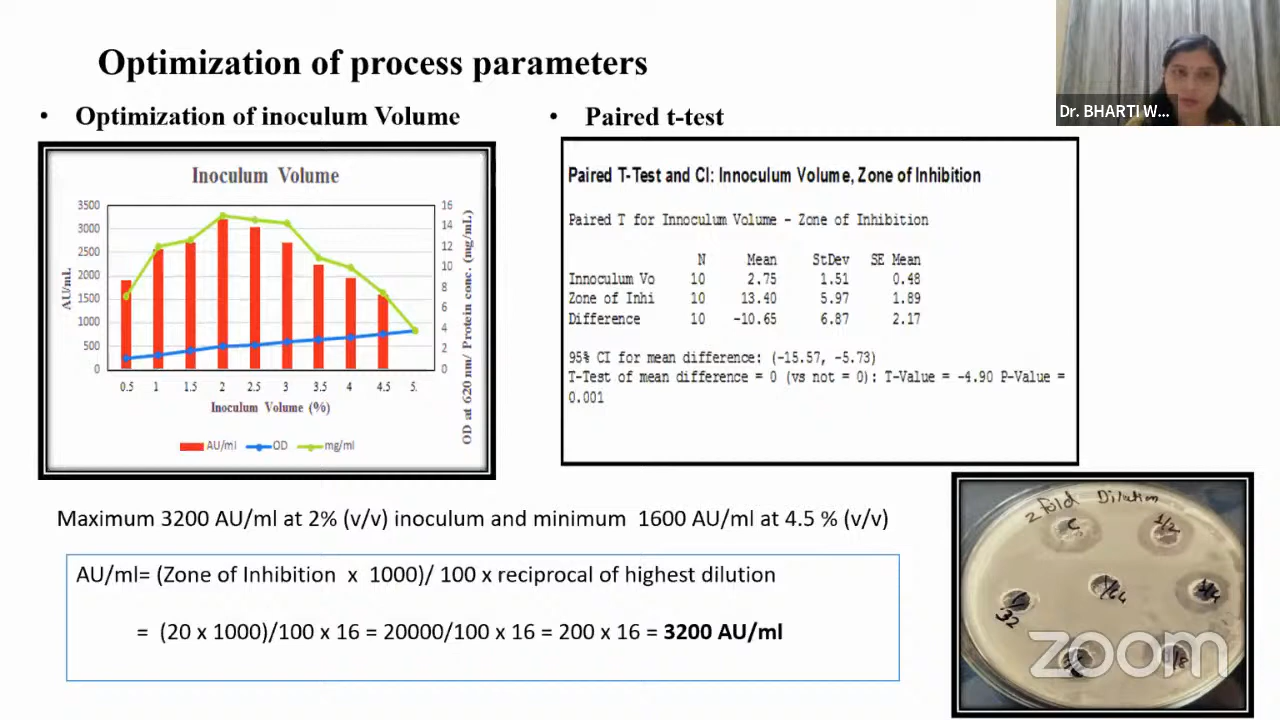 Optimization of process parameters
Dr. BHARTI W...
• Optimization of inoculum Volume
• Paired t-test
Inoculum Volume
3500
3000
2500
2000
1500
1000
500
0
AU/mL
16
14
12
10
8
6
4
2
0
OD at 620 nm/ Protein conc. (mg/mL)
0.5 1 1.5 2 2.5 3 3.5 4 4.5 5.
Inoculum Volume (%)
AU/ml OD mg/ml
Paired T-Test and CI: Innoculum Volume, Zone of Inhibition
Paired T for Innoculum Volume - Zone of Inhibition
N Mean StDev SE Mean
Innoculum Vo 10 2.75 1.51 0.48
Zone of Inhi 10 13.40 5.97 1.89
Difference 10 -10.65 6.87 2.17
95% CI for mean difference: (-15.57, -5.73)
T-Test of mean difference = 0 (vs not = 0): T-Value = -4.90 P-Value =
0.001
Maximum 3200 AU/ml at 2% (v/v) inoculum and minimum 1600 AU/ml at 4.5 % (v/v)
AU/ml= (Zone of Inhibition x 1000)/ 100 x reciprocal of highest dilution
= (20 x 1000)/100 x 16 = 20000/100 x 16 = 200 x 16 = 3200 AU/ml
2 Fold Dilution
C
1/2
1/64
1/4
1/32
1/8
zoom